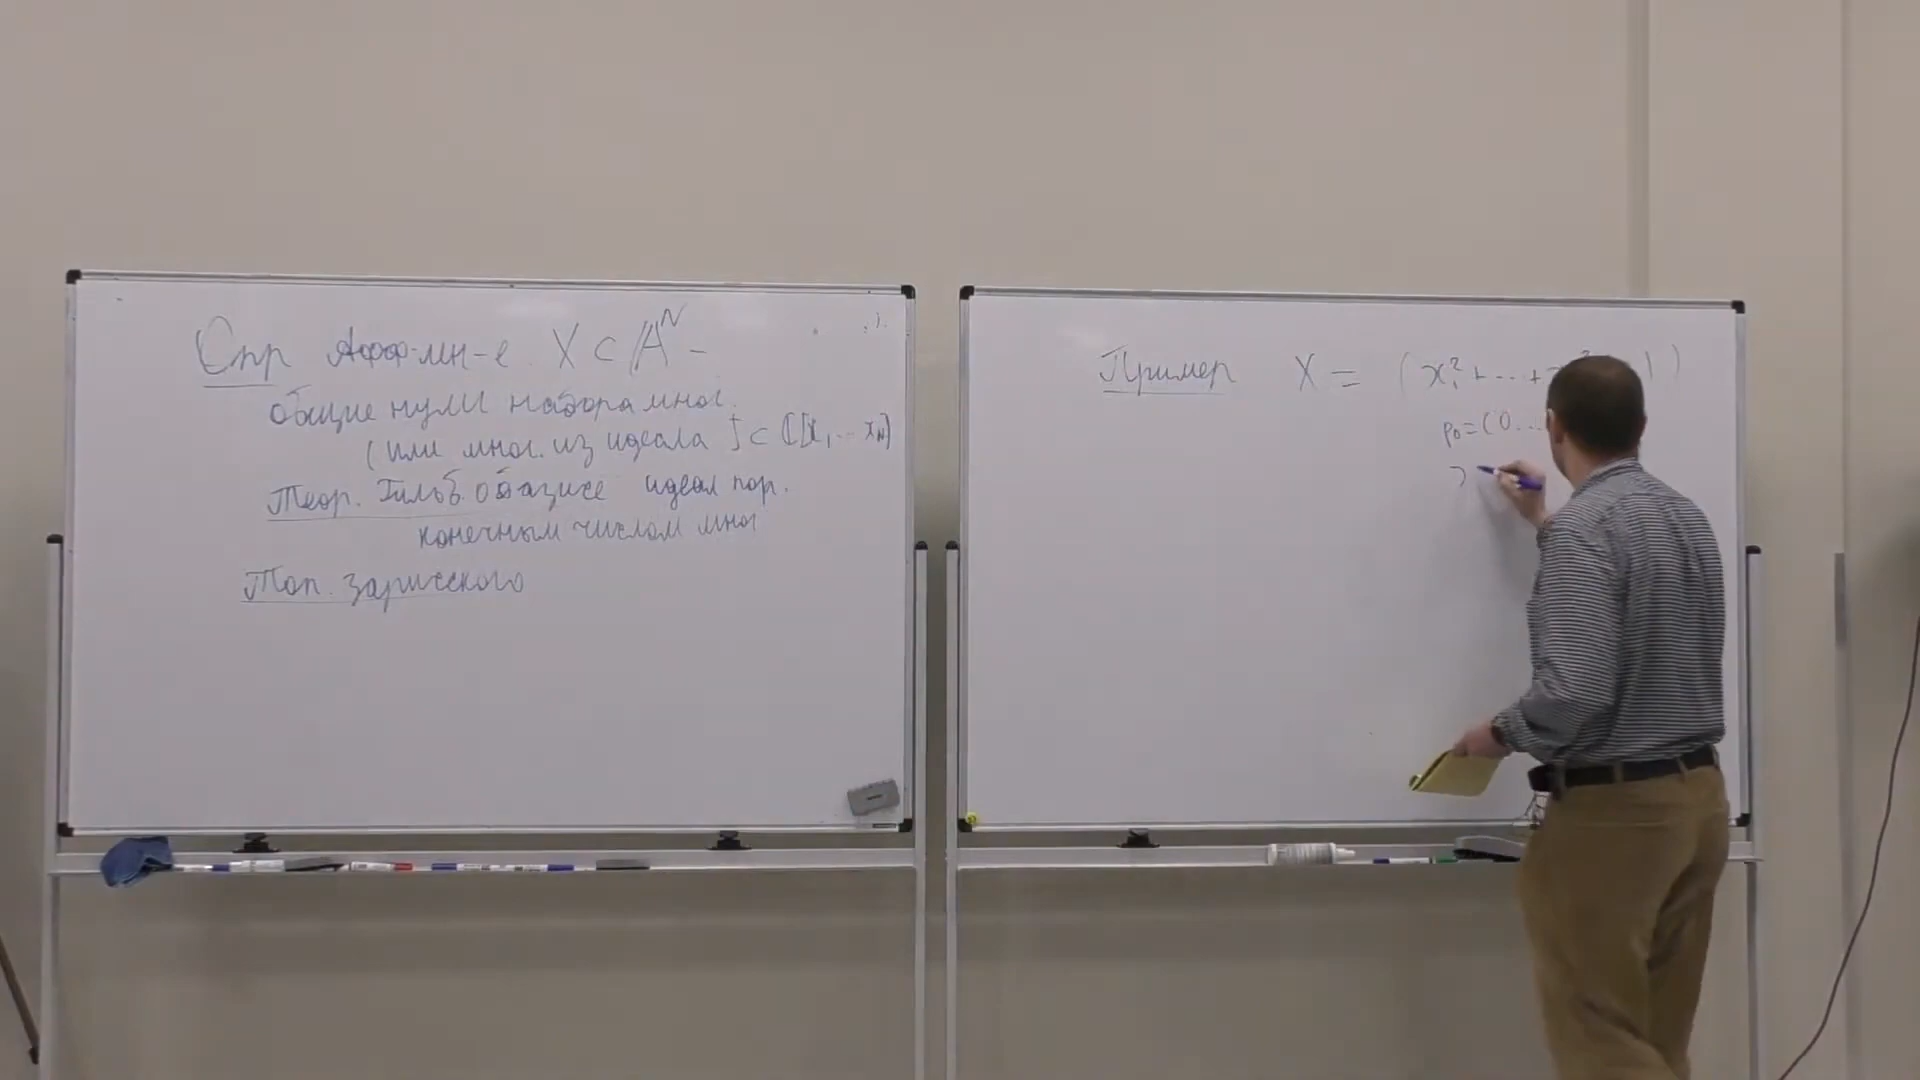 Опр Афф. мн-е X ⊂ 𝔸^N –
общие нули набора мног.
(или мног. из идеала J ⊂ ℂ[x₁ ... x_N]
Теор. Гильб. о базисе идеал пор.
конечным числом мног
Топ. Зарисского
Пример X = (x₁² + ... +
p₀ = (0 ...